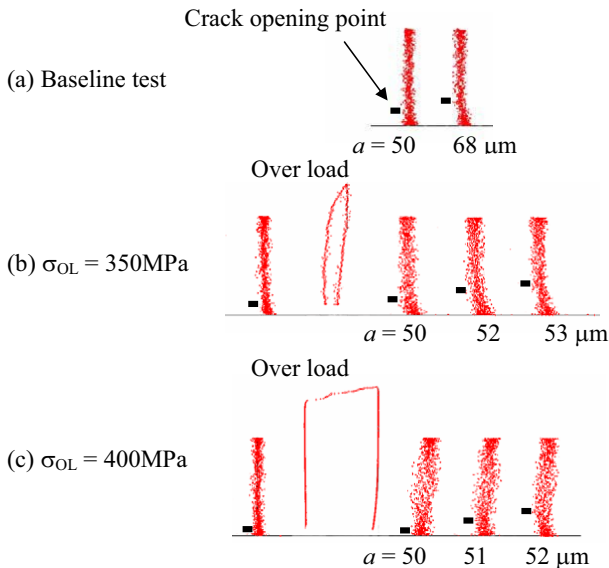 Crack opening point
(a) Baseline test
a = 50 68 μm
Over load
(b) σOL = 350MPa
a = 50 52 53 μm
Over load
(c) σOL = 400MPa
a = 50 51 52 μm